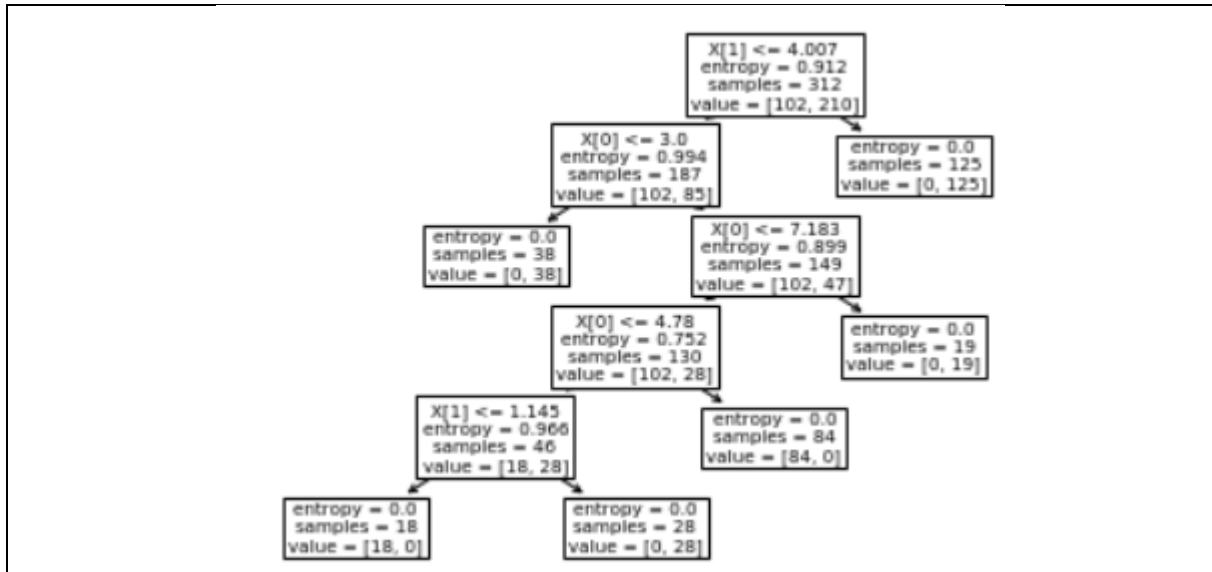 X[1] <= 4.007
entropy = 0.912
samples = 312
value = [102, 210]
X[0] <= 3.0
entropy = 0.994
samples = 187
value = [102, 85]
entropy = 0.0
samples = 125
value = [0, 125]
entropy = 0.0
samples = 38
value = [0, 38]
X[0] <= 7.183
entropy = 0.899
samples = 149
value = [102, 47]
X[0] <= 4.78
entropy = 0.752
samples = 130
value = [102, 28]
entropy = 0.0
samples = 19
value = [0, 19]
X[1] <= 1.145
entropy = 0.966
samples = 46
value = [18, 28]
entropy = 0.0
samples = 84
value = [84, 0]
entropy = 0.0
samples = 18
value = [18, 0]
entropy = 0.0
samples = 28
value = [0, 28]